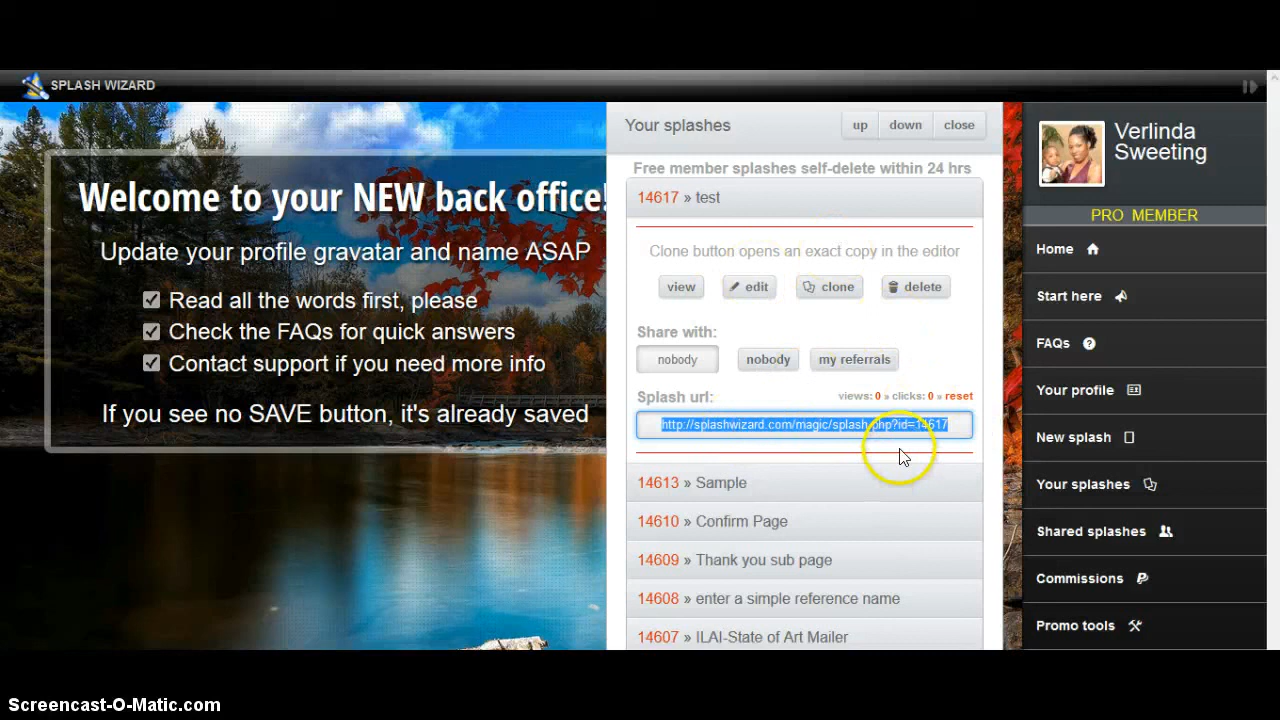 SPLASH WIZARD
Welcome to your NEW back office!
Update your profile gravatar and name ASAP
Read all the words first, please
Check the FAQs for quick answers
Contact support if you need more info
If you see no SAVE button, it's already saved
Your splashes
up down close
Free member splashes self-delete within 24 hrs
14617 » test
Clone button opens an exact copy in the editor
view edit clone delete
Share with:
nobody nobody my referrals
Splash url: views: 0 » clicks: 0 » reset
http://splashwizard.com/magic/splash.php?id=14617
14613 » Sample
14610 » Confirm Page
14609 » Thank you sub page
14608 » enter a simple reference name
14607 » ILAI-State of Art Mailer
Verlinda
Sweeting
PRO MEMBER
Home
Start here
FAQs
Your profile
New splash
Your splashes
Shared splashes
Commissions
Promo tools
Screencast-O-Matic.com